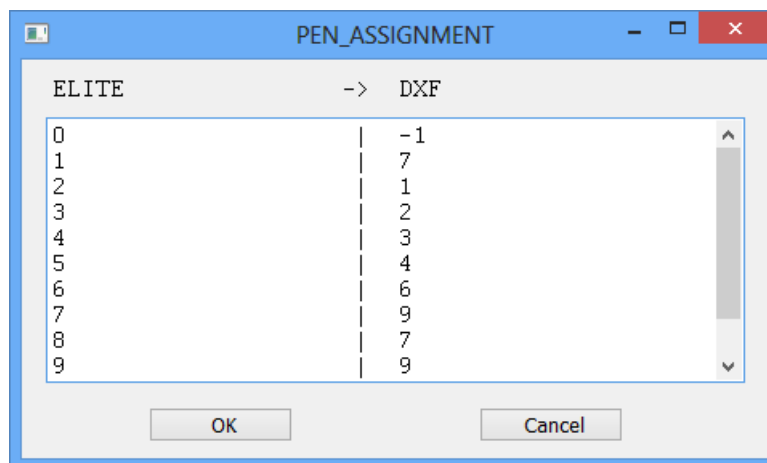 PEN_ASSIGNMENT
ELITE -> DXF
0 | -1
1 | 7
2 | 1
3 | 2
4 | 3
5 | 4
6 | 6
7 | 9
8 | 7
9 | 9
OK Cancel